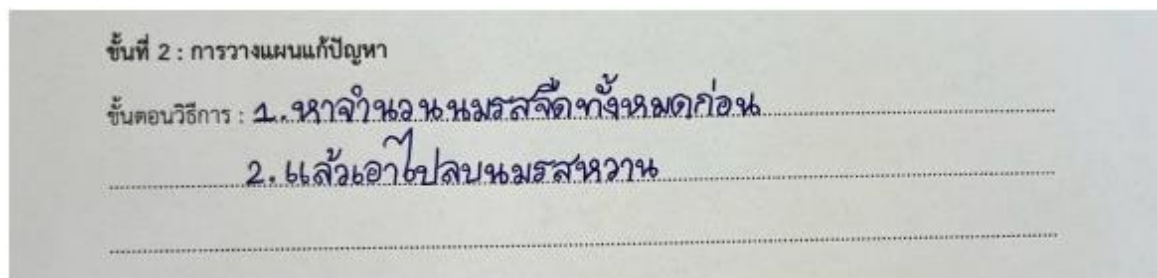 ขั้นที่ 2 : การวางแผนแก้ปัญหา
ขั้นตอนวิธีการ : 1. หาจำนวนนมรสจืดทั้งหมดก่อน
2. แล้วเอาไปลบนมรสหวาน